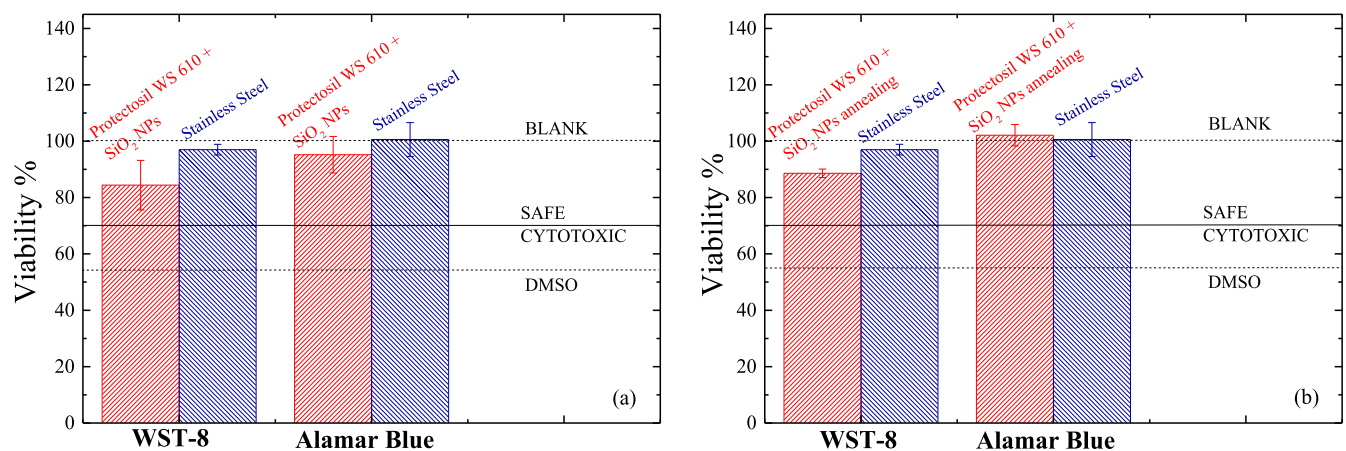 Viability %
140
120
100
80
60
40
20
0
Protectosil WS 610 +
SiO₂ NPs
Stainless Steel
Protectosil WS 610 +
SiO₂ NPs
Stainless Steel
BLANK
SAFE
CYTOTOXIC
DMSO
(a)
WST-8
Alamar Blue
Viability %
140
120
100
80
60
40
20
0
Protectosil WS 610 +
SiO₂ NPs annealing
Stainless Steel
Protectosil WS 610 +
SiO₂ NPs annealing
Stainless Steel
BLANK
SAFE
CYTOTOXIC
DMSO
(b)
WST-8
Alamar Blue